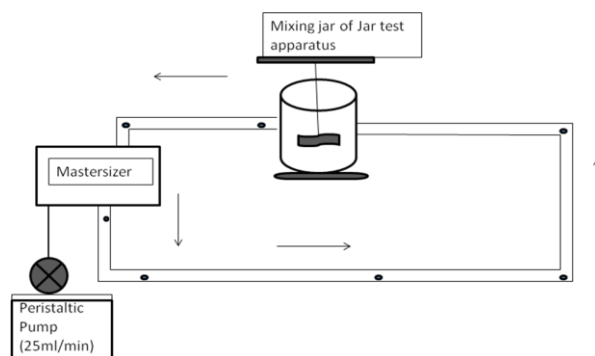 Mixing jar of Jar test
apparatus
Mastersizer
Peristaltic
Pump
(25ml/min)